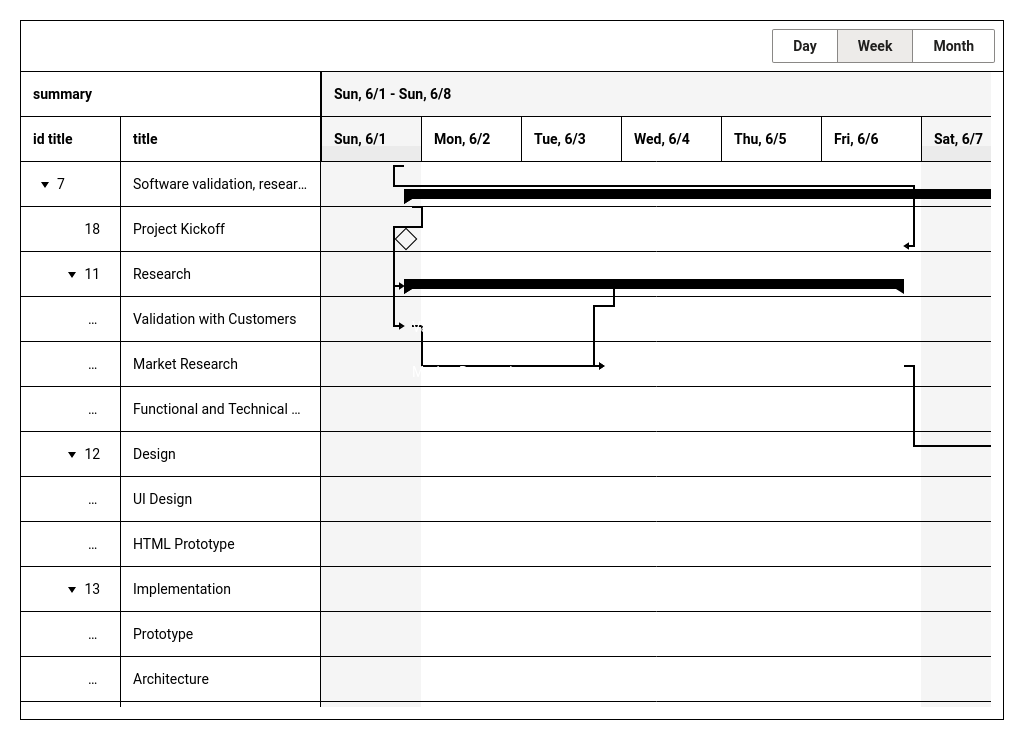 Day Week Month
summary Sun, 6/1 - Sun, 6/8
id title title Sun, 6/1 Mon, 6/2 Tue, 6/3 Wed, 6/4 Thu, 6/5 Fri, 6/6 Sat, 6/7
7 Software validation, resear…
18 Project Kickoff
11 Research
… Validation with Customers
… Market Research
… Functional and Technical …
12 Design
… UI Design
… HTML Prototype
13 Implementation
… Prototype
… Architecture